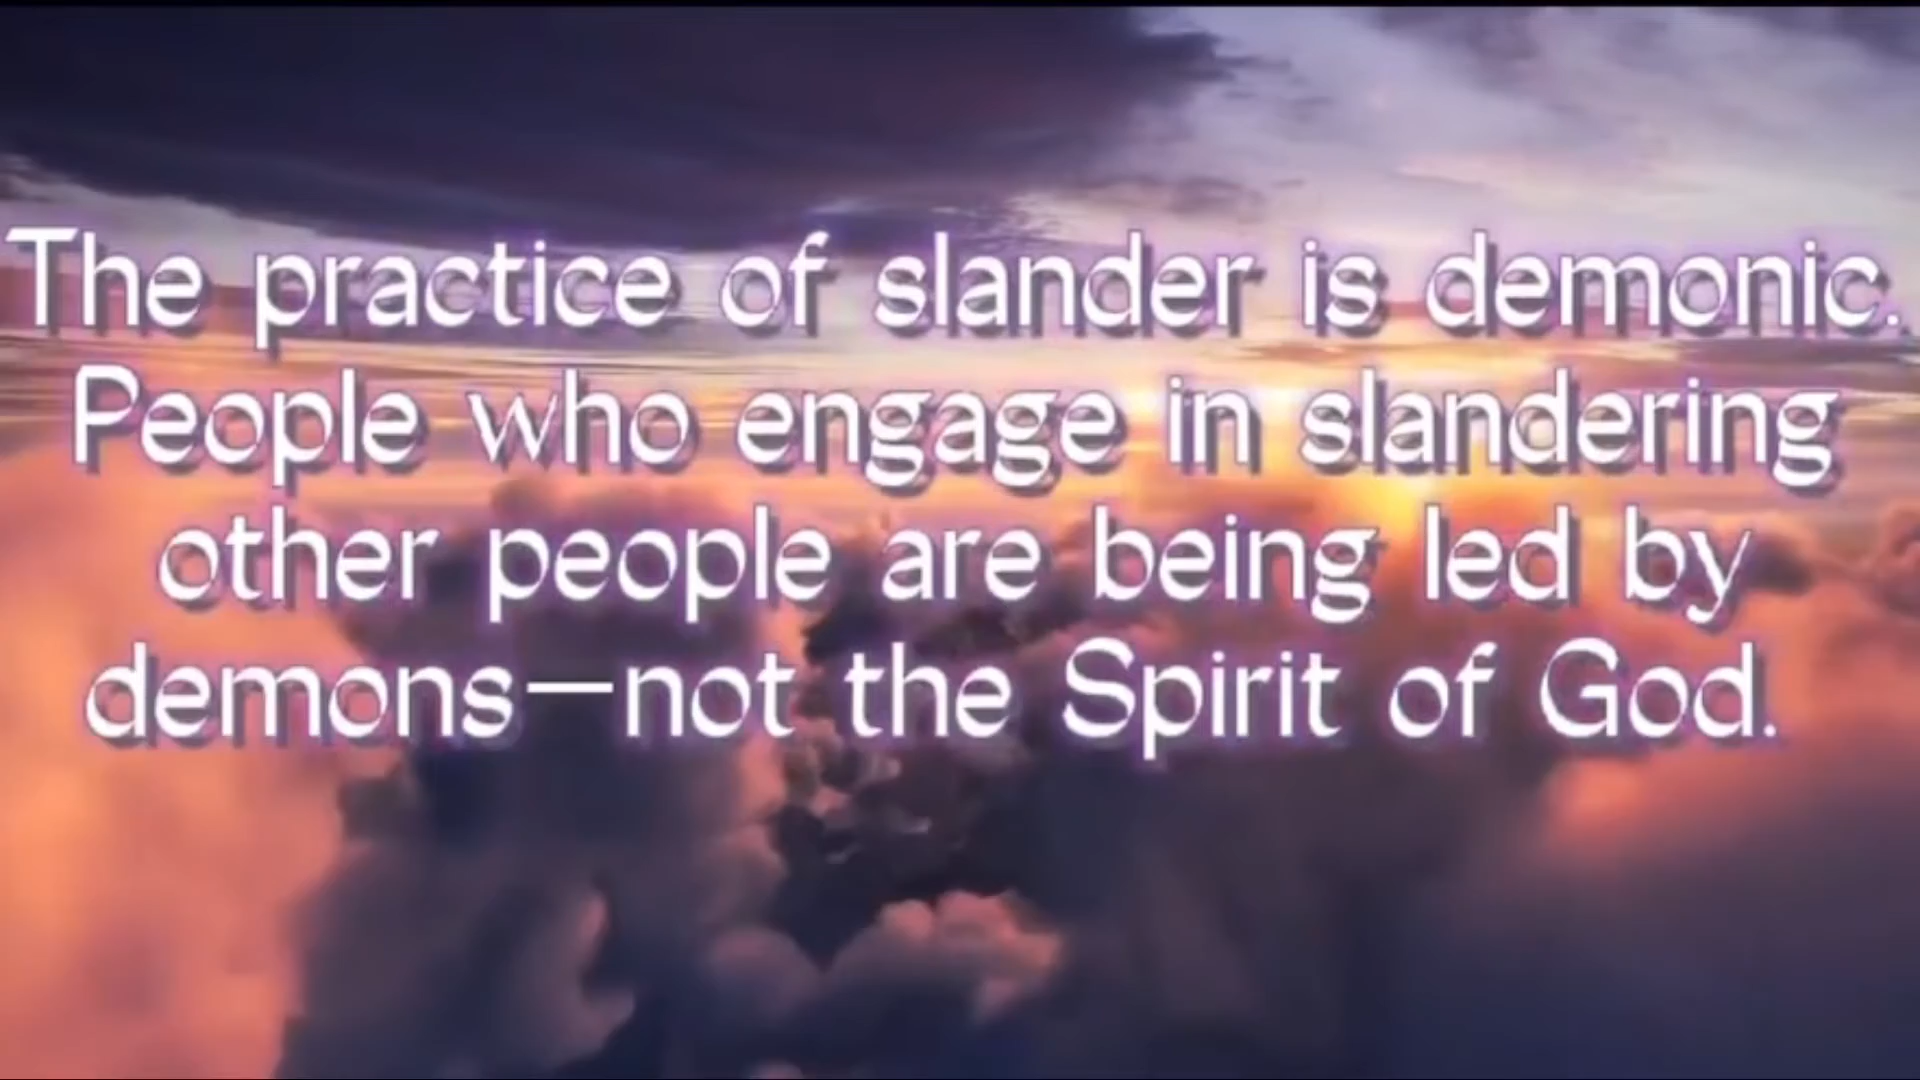 The practice of slander is demonic.
People who engage in slandering
other people are being led by
demons—not the Spirit of God.